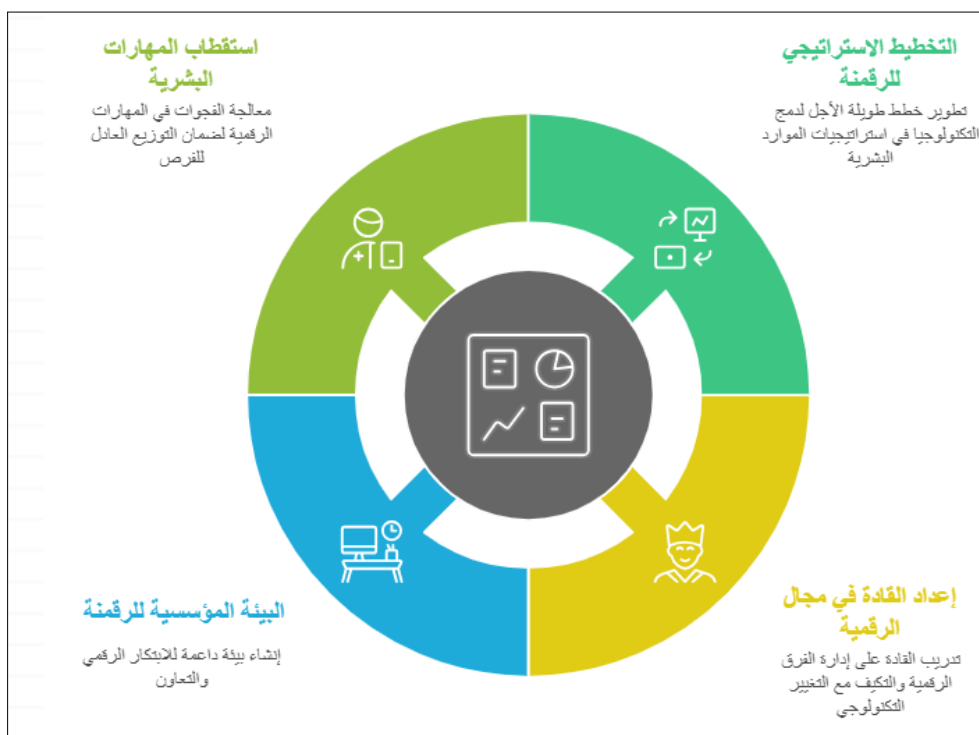 التخطيط الاستراتيجي
للرقمنة
تطوير خطط طويلة الأجل لدمج
التكنولوجيا في استراتيجيات الموارد
البشرية
استقطاب المهارات
البشرية
معالجة الفجوات في المهارات
الرقمية لضمان التوزيع العادل
للفرص
إعداد القادة في مجال
الرقمية
تدريب القادة على إدارة الفرق
الرقمية والتكيف مع التغيير
التكنولوجي
البيئة المؤسسية للرقمنة
إنشاء بيئة داعمة للابتكار الرقمي
والتعاون